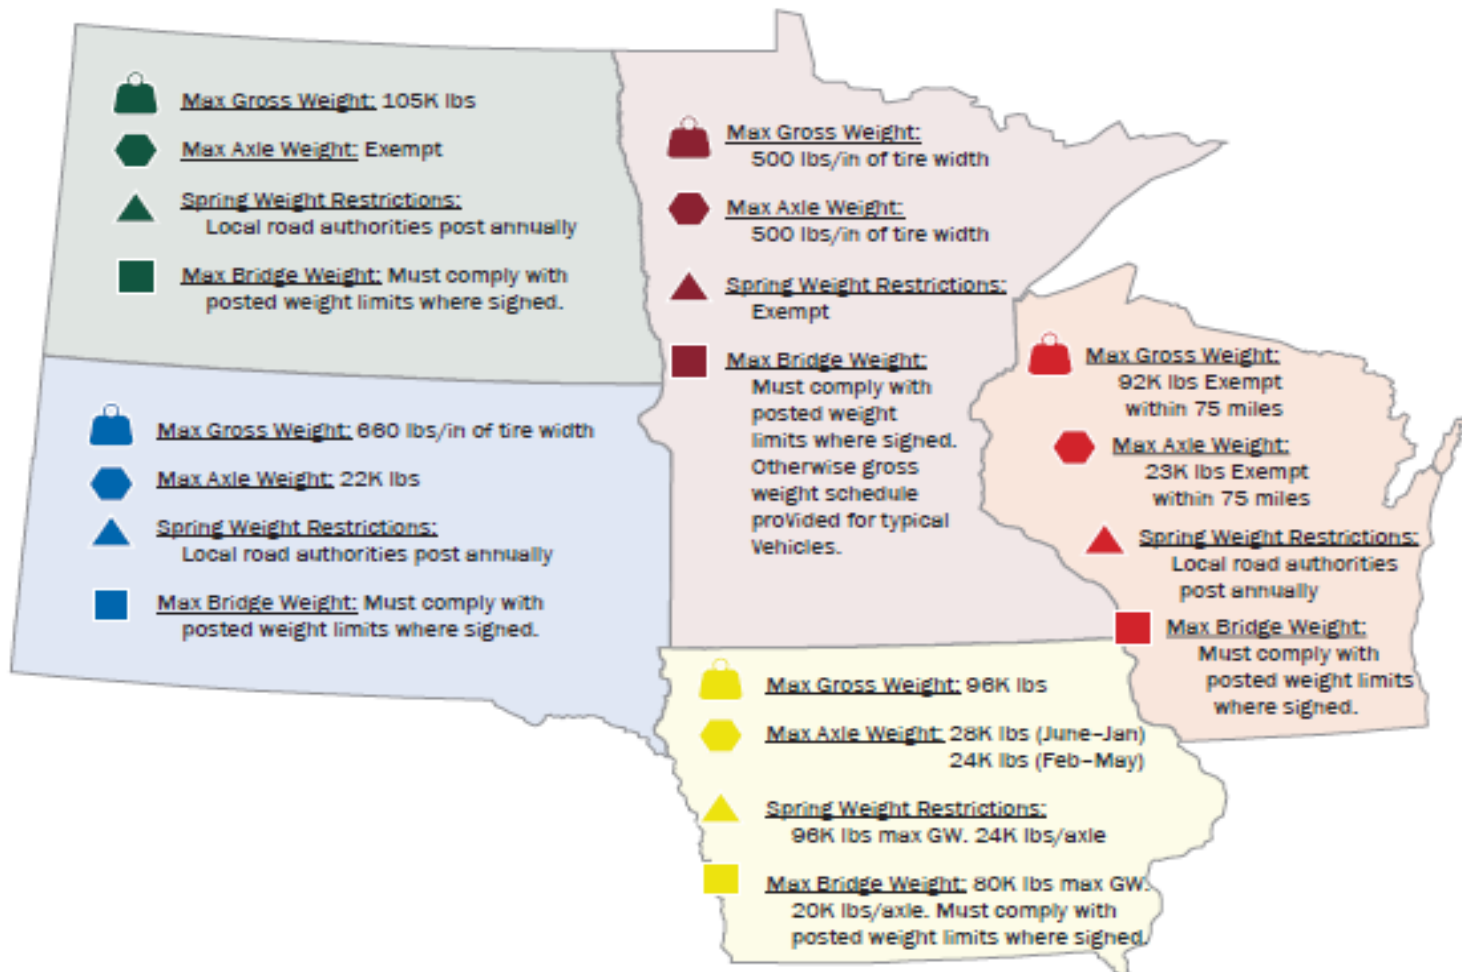 Max Gross Weight: 105K lbs
Max Axle Weight: Exempt
Spring Weight Restrictions:
Local road authorities post annually
Max Bridge Weight: Must comply with
posted weight limits where signed.
Max Gross Weight:
500 lbs/in of tire width
Max Axle Weight:
500 lbs/in of tire width
Spring Weight Restrictions:
Exempt
Max Bridge Weight:
Must comply with
posted weight
limits where signed.
Otherwise gross
weight schedule
proVided for typical
Vehicles.
Max Gross Weight:
92K lbs Exempt
within 75 miles
Max Axle Weight:
23K lbs Exempt
within 75 miles
Spring Weight Restrictions:
Local road authorities
post annually
Max Bridge Weight:
Must comply with
posted weight limits
where signed.
Max Gross Weight: 660 lbs/in of tire width
Max Axle Weight: 22K lbs
Spring Weight Restrictions:
Local road authorities post annually
Max Bridge Weight: Must comply with
posted weight limits where signed.
Max Gross Weight: 96K lbs
Max Axle Weight: 28K lbs (June–Jan)
24K lbs (Feb–May)
Spring Weight Restrictions:
96K lbs max GW. 24K lbs/axle
Max Bridge Weight: 80K lbs max GW.
20K lbs/axle. Must comply with
posted weight limits where signed.